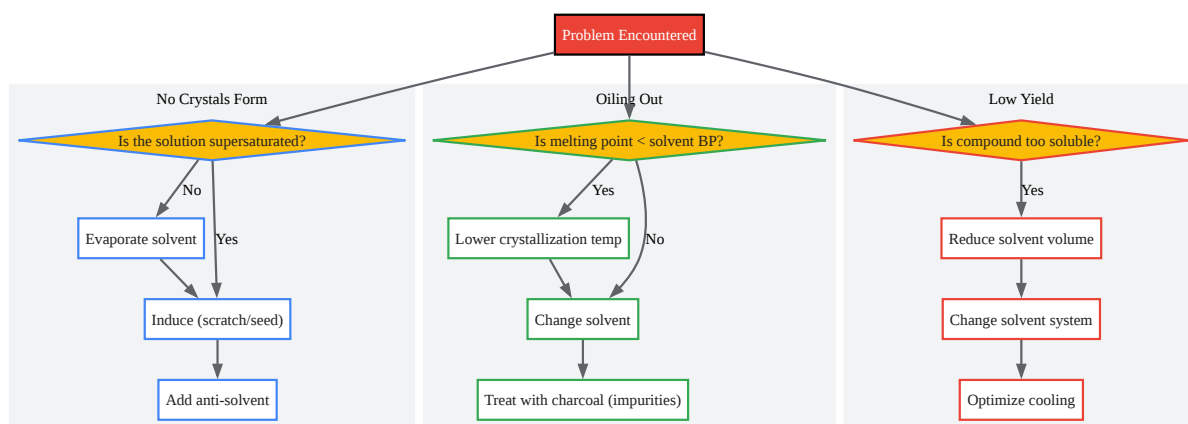 Problem Encountered
No Crystals Form
Oiling Out
Low Yield
Is the solution supersaturated?
Is melting point < solvent BP?
Is compound too soluble?
No
Yes
Yes
Evaporate solvent
Yes
Lower crystallization temp
No
Reduce solvent volume
Induce (scratch/seed)
Change solvent
Change solvent system
Add anti-solvent
Treat with charcoal (impurities)
Optimize cooling